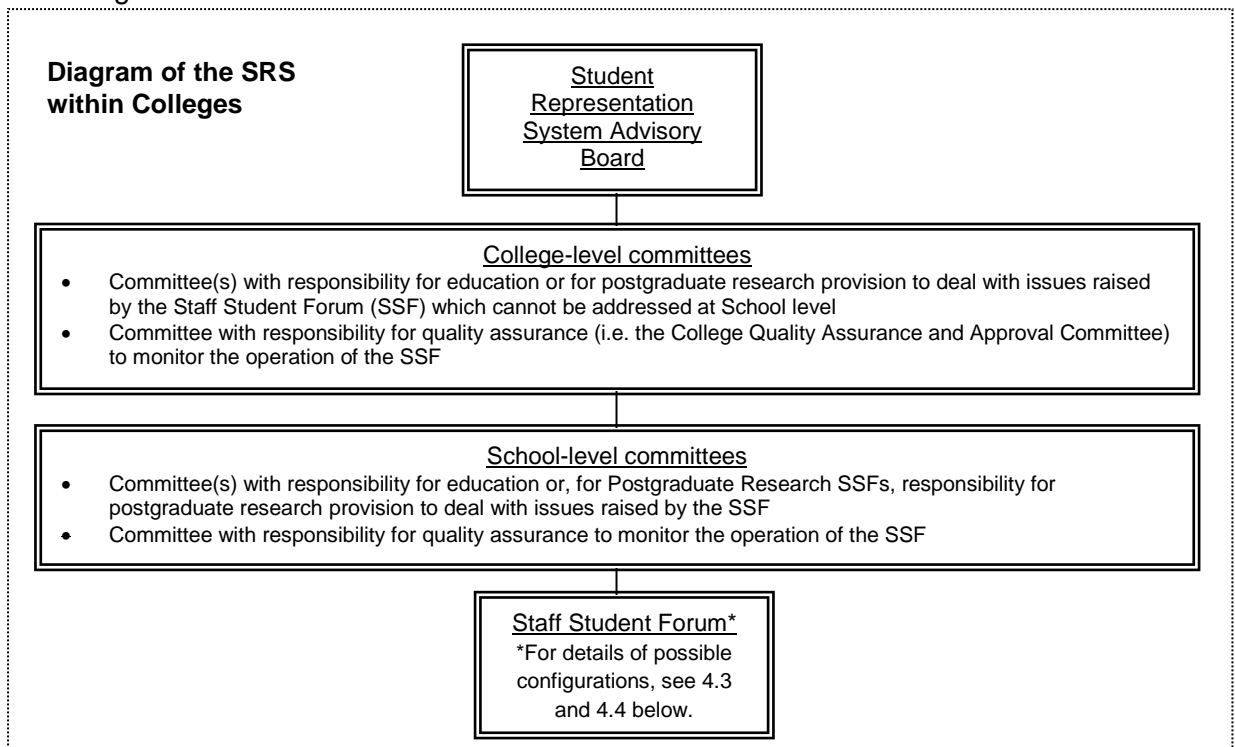 Diagram of the SRS
within Colleges
Student
Representation
System Advisory
Board
College-level committees
• Committee(s) with responsibility for education or for postgraduate research provision to deal with issues raised
by the Staff Student Forum (SSF) which cannot be addressed at School level
• Committee with responsibility for quality assurance (i.e. the College Quality Assurance and Approval Committee)
to monitor the operation of the SSF
School-level committees
• Committee(s) with responsibility for education or, for Postgraduate Research SSFs, responsibility for
postgraduate research provision to deal with issues raised by the SSF
• Committee with responsibility for quality assurance to monitor the operation of the SSF
Staff Student Forum*
*For details of possible
configurations, see 4.3
and 4.4 below.